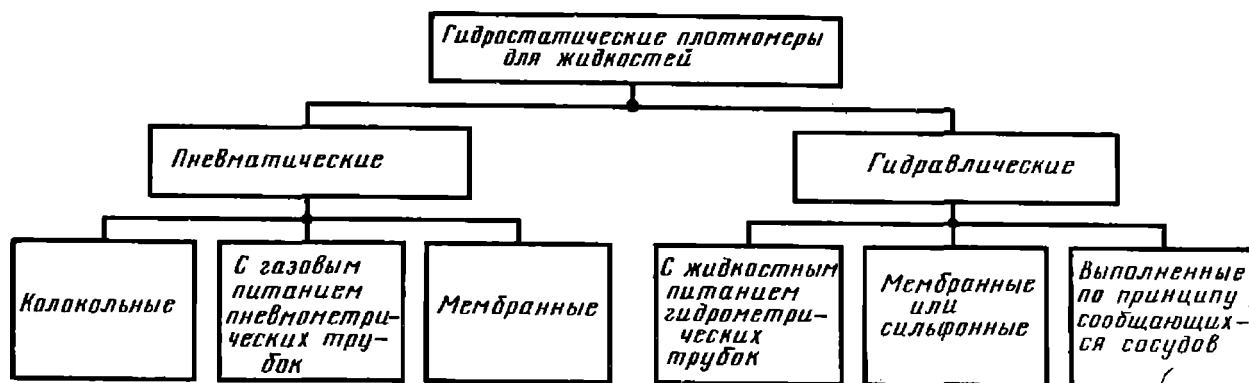 Гидростатические плотномеры
для жидкостей
Пневматические
Гидравлические
Колокольные
С газовым
питанием
пневмометри-
ческих тру-
бок
Мембранные
С жидкостным
питанием
гидрометри-
ческих
трубок
Мембранные
или
сильфонные
Выполненные
по принципу
сообщающих-
ся сосудов